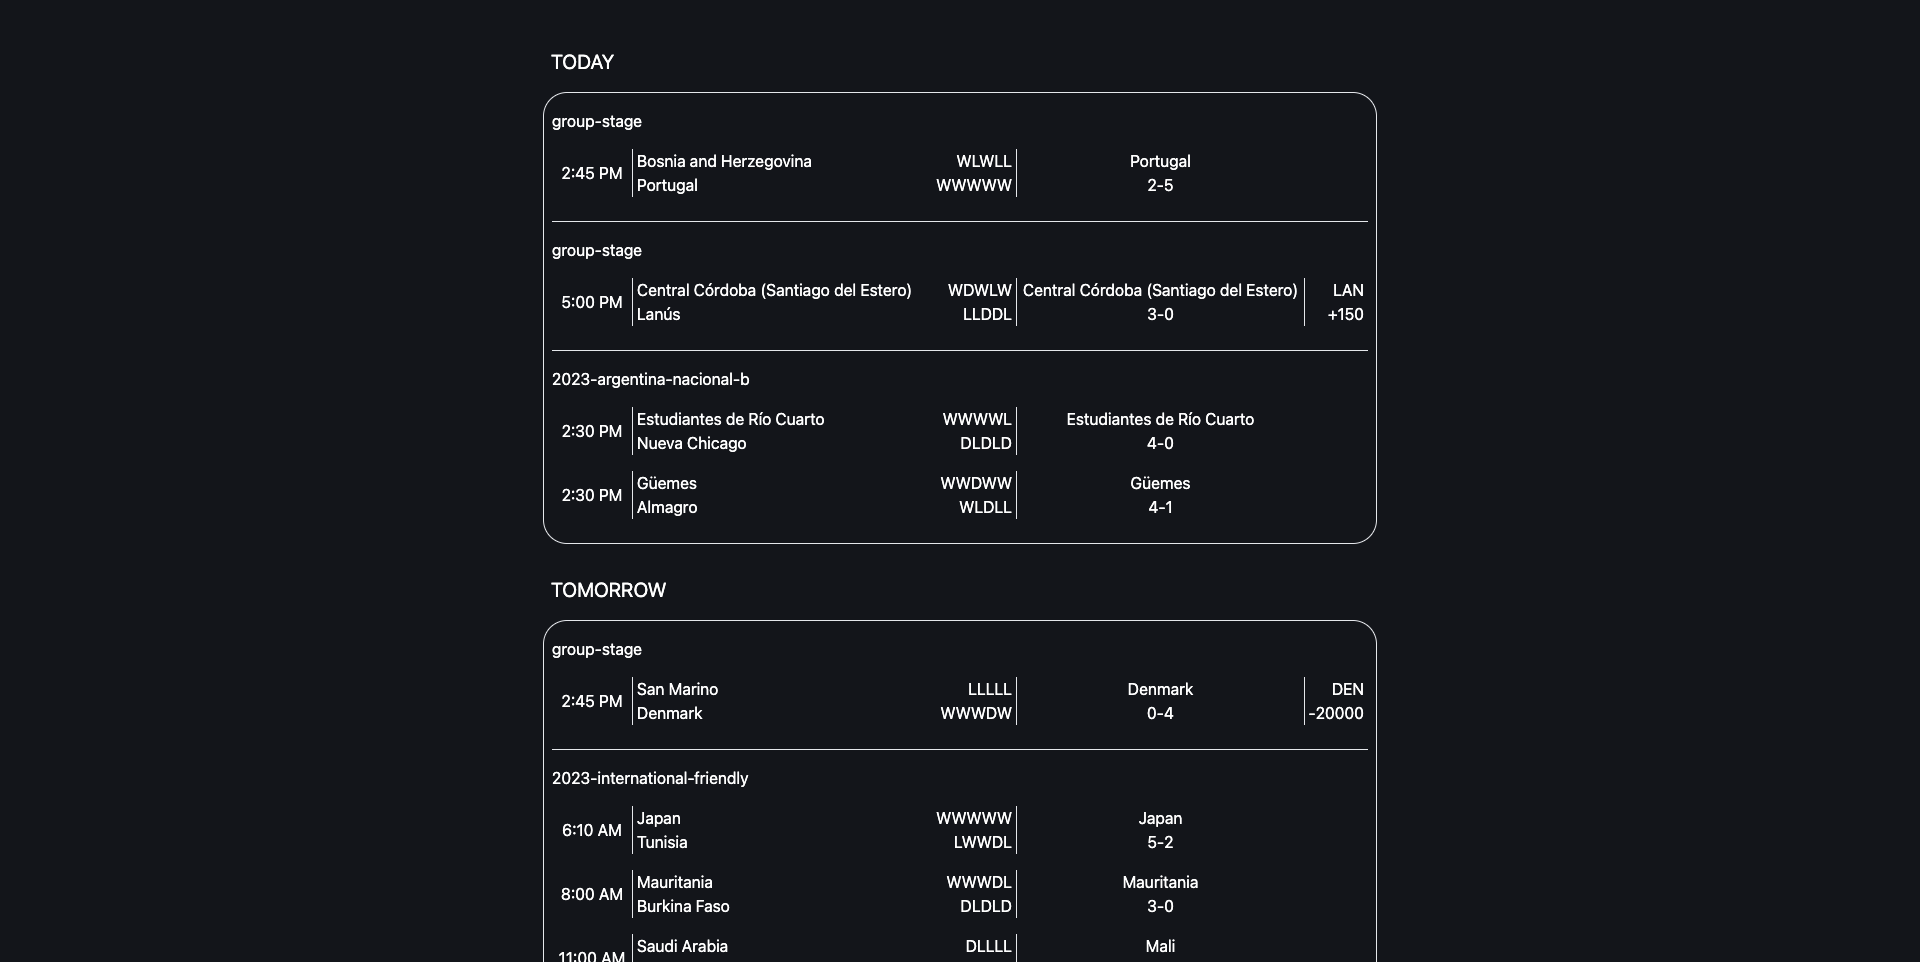 TODAY
group-stage
2:45 PM
Bosnia and Herzegovina WLWLL Portugal
Portugal WWWWW 2-5
group-stage
5:00 PM
Central Córdoba (Santiago del Estero) WDWLW Central Córdoba (Santiago del Estero) LAN
Lanús LLDDL 3-0 +150
2023-argentina-nacional-b
2:30 PM
Estudiantes de Río Cuarto WWWWL Estudiantes de Río Cuarto
Nueva Chicago DLDLD 4-0
2:30 PM
Güemes WWDWW Güemes
Almagro WLDLL 4-1
TOMORROW
group-stage
2:45 PM
San Marino LLLLL Denmark DEN
Denmark WWWDW 0-4 -20000
2023-international-friendly
6:10 AM
Japan WWWWW Japan
Tunisia LWWDL 5-2
8:00 AM
Mauritania WWWDL Mauritania
Burkina Faso DLDLD 3-0
11:00 AM
Saudi Arabia DLLLL Mali